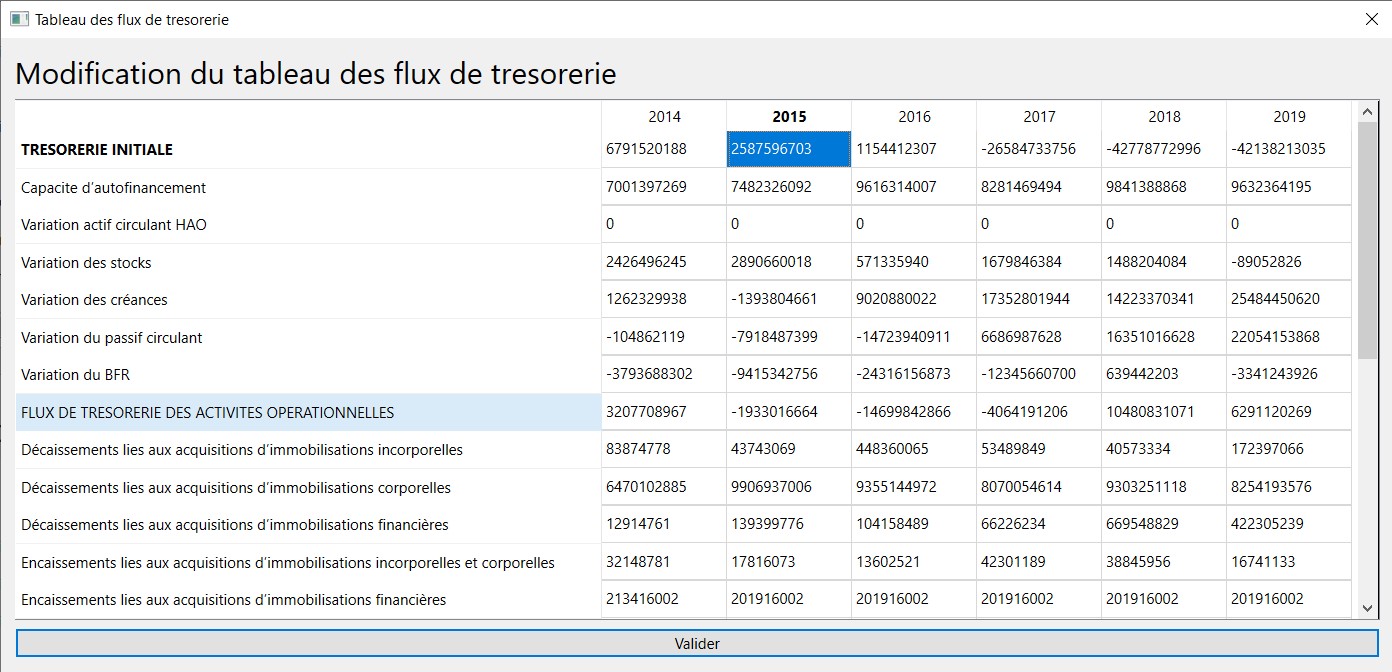 Tableau des flux de tresorerie
Modification du tableau des flux de tresorerie
2014 2015 2016 2017 2018 2019
TRESORERIE INITIALE 6791520188 2587596703 1154412307 -26584733756 -42778772996 -42138213035
Capacite d'autofinancement 7001397269 7482326092 9616314007 8281469494 9841388868 9632364195
Variation actif circulant HAO 0 0 0 0 0 0
Variation des stocks 2426496245 2890660018 571335940 1679846384 1488204084 -89052826
Variation des créances 1262329938 -1393804661 9020880022 17352801944 14223370341 25484450620
Variation du passif circulant -104862119 -7918487399 -14723940911 6686987628 16351016628 22054153868
Variation du BFR -3793688302 -9415342756 -24316156873 -12345660700 639442203 -3341243926
FLUX DE TRESORERIE DES ACTIVITES OPERATIONNELLES 3207708967 -1933016664 -14699842866 -4064191206 10480831071 6291120269
Décaissements lies aux acquisitions d'immobilisations incorporelles 83874778 43743069 448360065 53489849 40573334 172397066
Décaissements lies aux acquisitions d'immobilisations corporelles 6470102885 9906937006 9355144972 8070054614 9303251118 8254193576
Décaissements lies aux acquisitions d'immobilisations financières 12914761 139399776 104158489 66226234 669548829 422305239
Encaissements lies aux acquisitions d'immobilisations incorporelles et corporelles 32148781 17816073 13602521 42301189 38845956 16741133
Encaissements lies aux acquisitions d'immobilisations financières 213416002 201916002 201916002 201916002 201916002 201916002
Valider